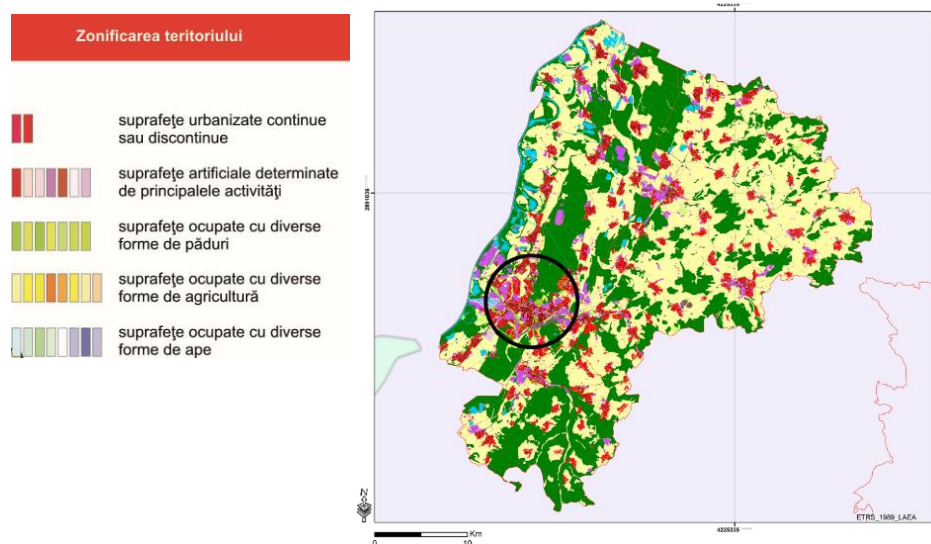 Zonificarea teritoriului
suprafeţe urbanizate continue
sau discontinue
suprafeţe artificiale determinate
de principalele activităţi
suprafeţe ocupate cu diverse
forme de păduri
suprafeţe ocupate cu diverse
forme de agricultură
suprafeţe ocupate cu diverse
forme de ape
N
Km
0 10
ETRS_1989_LAEA